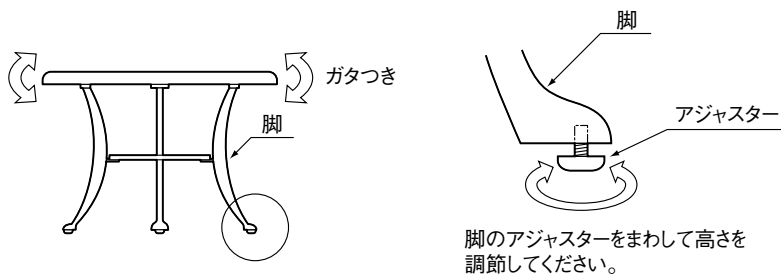 ガタつき
脚
脚
アジャスター
脚のアジャスターをまわして高さを
調節してください。